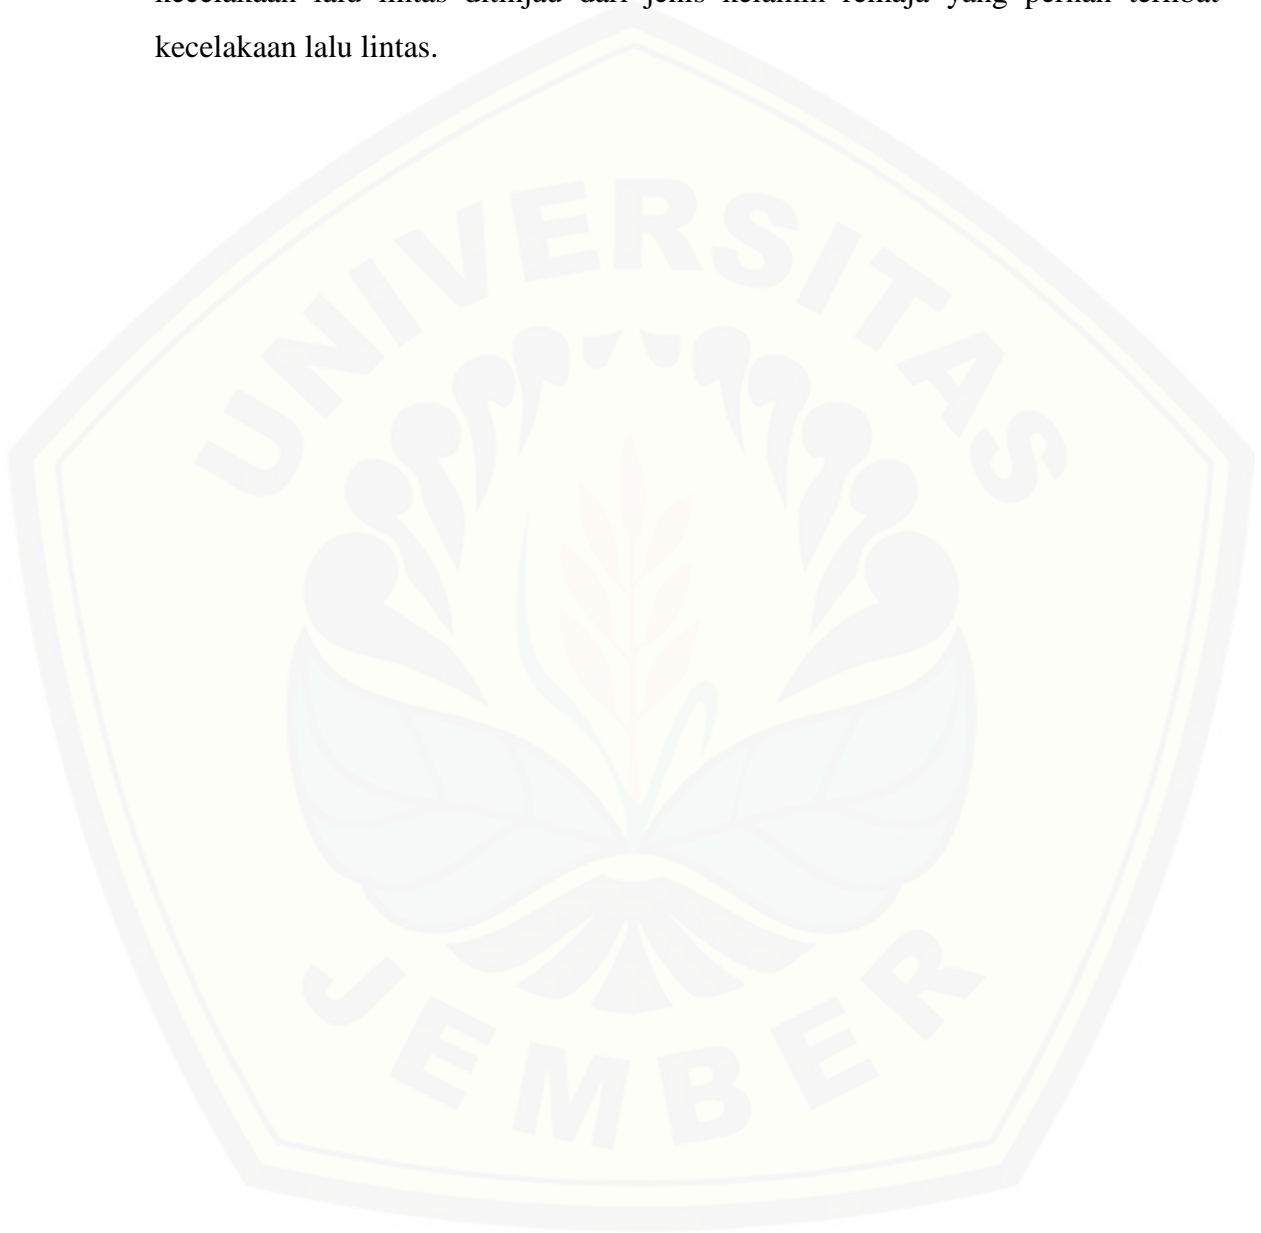 kecelakaan lalu lintas ditinjau dari jenis kelamin remaja yang pernah terlibat
kecelakaan lalu lintas.
UNIVERSITAS
JEMBER